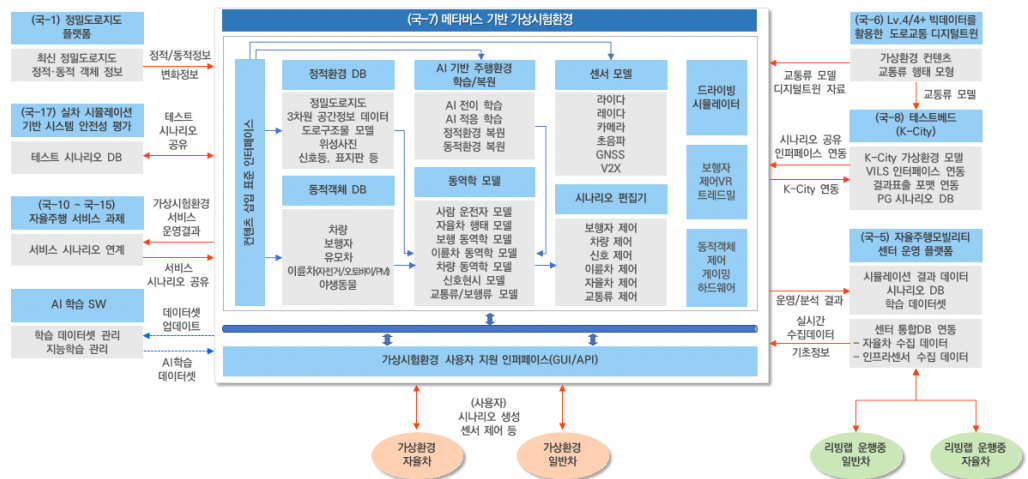 (국-7) 메타버스 기반 가상시험환경
(국-1) 정밀도로지도
플랫폼
최신 정밀도로지도
정적·동적 객체 정보
정적/동적정보
변화정보
(국-17) 실차 시뮬레이션
기반 시스템 안전성 평가
테스트 시나리오 DB
테스트
시나리오
공유
(국-10 ~ 국-15)
자율주행 서비스 과제
서비스 시나리오 연계
가상시험환경
서비스
운영결과
서비스
시나리오 공유
AI 학습 SW
학습 데이터셋 관리
지능학습 관리
데이터셋
업데이트
AI학습
데이터셋
컨텐츠 삽입 표준 인터페이스
정적환경 DB
정밀도로지도
3차원 공간정보 데이터
도로구조물 모델
위성사진
신호등, 표지판 등
동적객체 DB
차량
보행자
유모차
이륜차(자전거/오토바이/PM)
야생동물
AI 기반 주행환경
학습/복원
AI 전이 학습
AI 적응 학습
정적환경 복원
동적환경 복원
동역학 모델
사람 운전자 모델
자율차 행태 모델
보행 동역학 모델
이륜차 동역학 모델
차량 동역학 모델
신호현시 모델
교통류/보행류 모델
센서 모델
라이다
레이다
카메라
초음파
GNSS
V2X
시나리오 편집기
보행자 제어
차량 제어
신호 제어
이륜차 제어
자율차 제어
교통류 제어
드라이빙
시뮬레이터
보행자
제어VR
트레드밀
동적객체
제어
게이밍
하드웨어
가상시험환경 사용자 지원 인퍼페이스(GUI/API)
(사용자)
시나리오 생성
센서 제어 등
가상환경
자율차
가상환경
일반차
(국-6) Lv.4/4+ 빅데이터를
활용한 도로교통 디지털트윈
가상환경 컨텐츠
교통류 행태 모형
교통류 모델
디지털트윈 자료
교통류 모델
(국-8) 테스트베드
(K-City)
K-City 가상환경 모델
VILS 인터페이스 연동
결과표출 포맷 연동
PG 시나리오 DB
시나리오 공유
인퍼페이스 연동
K-City 연동
(국-5) 자율주행모빌리티
센터 운영 플랫폼
시뮬레이션 결과 데이터
시나리오 DB
학습 데이터셋
운영/분석 결과
실시간
수집데이터
기초정보
센터 통합DB 연동
- 자율차 수집 데이터
- 인프라센서 수집 데이터
리빙랩 운행중
일반차
리빙랩 운행중
자율차